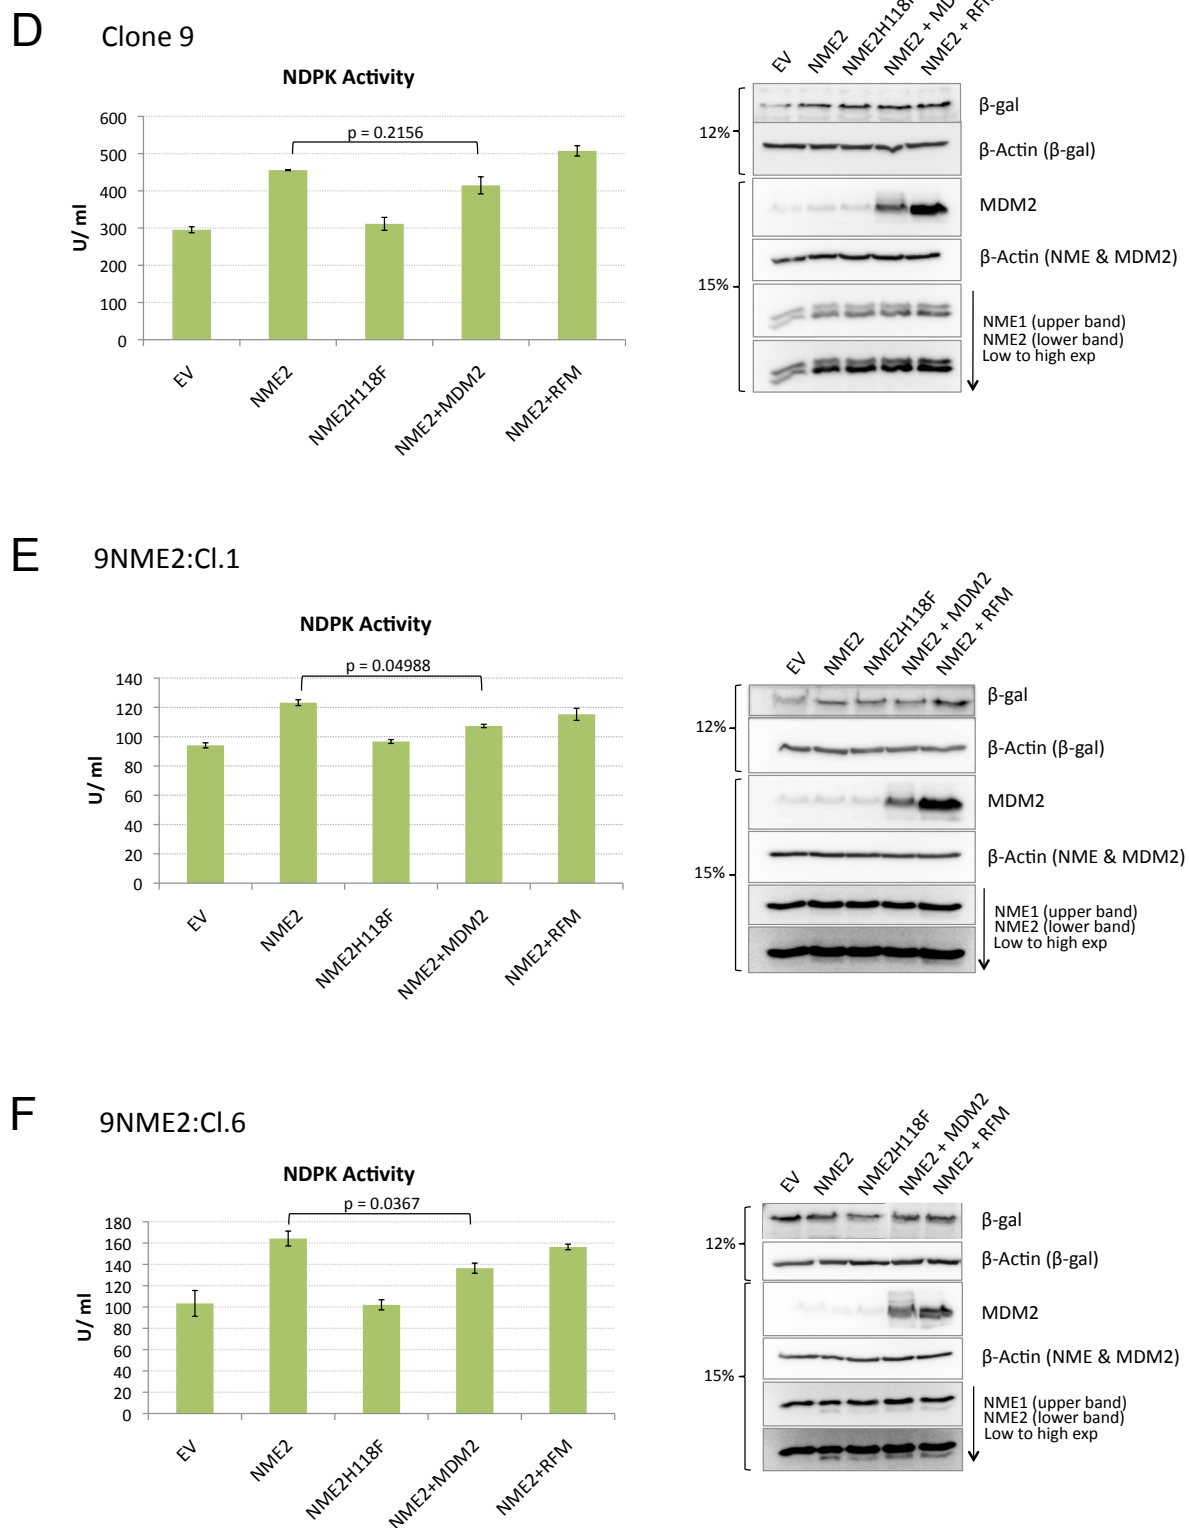 D
Clone 9
NDPK Activity
p = 0.2156
U/ ml
600
500
400
300
200
100
0
EV
NME2
NME2H118F
NME2+MDM2
NME2+RFM
EV
NME2
NME2H118F
NME2 + MD
NME2 + RFM
12%
15%
β-gal
β-Actin (β-gal)
MDM2
β-Actin (NME & MDM2)
NME1 (upper band)
NME2 (lower band)
Low to high exp
E
9NME2:Cl.1
NDPK Activity
p = 0.04988
U/ ml
140
120
100
80
60
40
20
0
EV
NME2
NME2H118F
NME2+MDM2
NME2+RFM
EV
NME2
NME2H118F
NME2 + MDM2
NME2 + RFM
12%
15%
β-gal
β-Actin (β-gal)
MDM2
β-Actin (NME & MDM2)
NME1 (upper band)
NME2 (lower band)
Low to high exp
F
9NME2:Cl.6
NDPK Activity
p = 0.0367
U/ ml
180
160
140
120
100
80
60
40
20
0
EV
NME2
NME2H118F
NME2+MDM2
NME2+RFM
EV
NME2
NME2H118F
NME2 + MDM2
NME2 + RFM
12%
15%
β-gal
β-Actin (β-gal)
MDM2
β-Actin (NME & MDM2)
NME1 (upper band)
NME2 (lower band)
Low to high exp